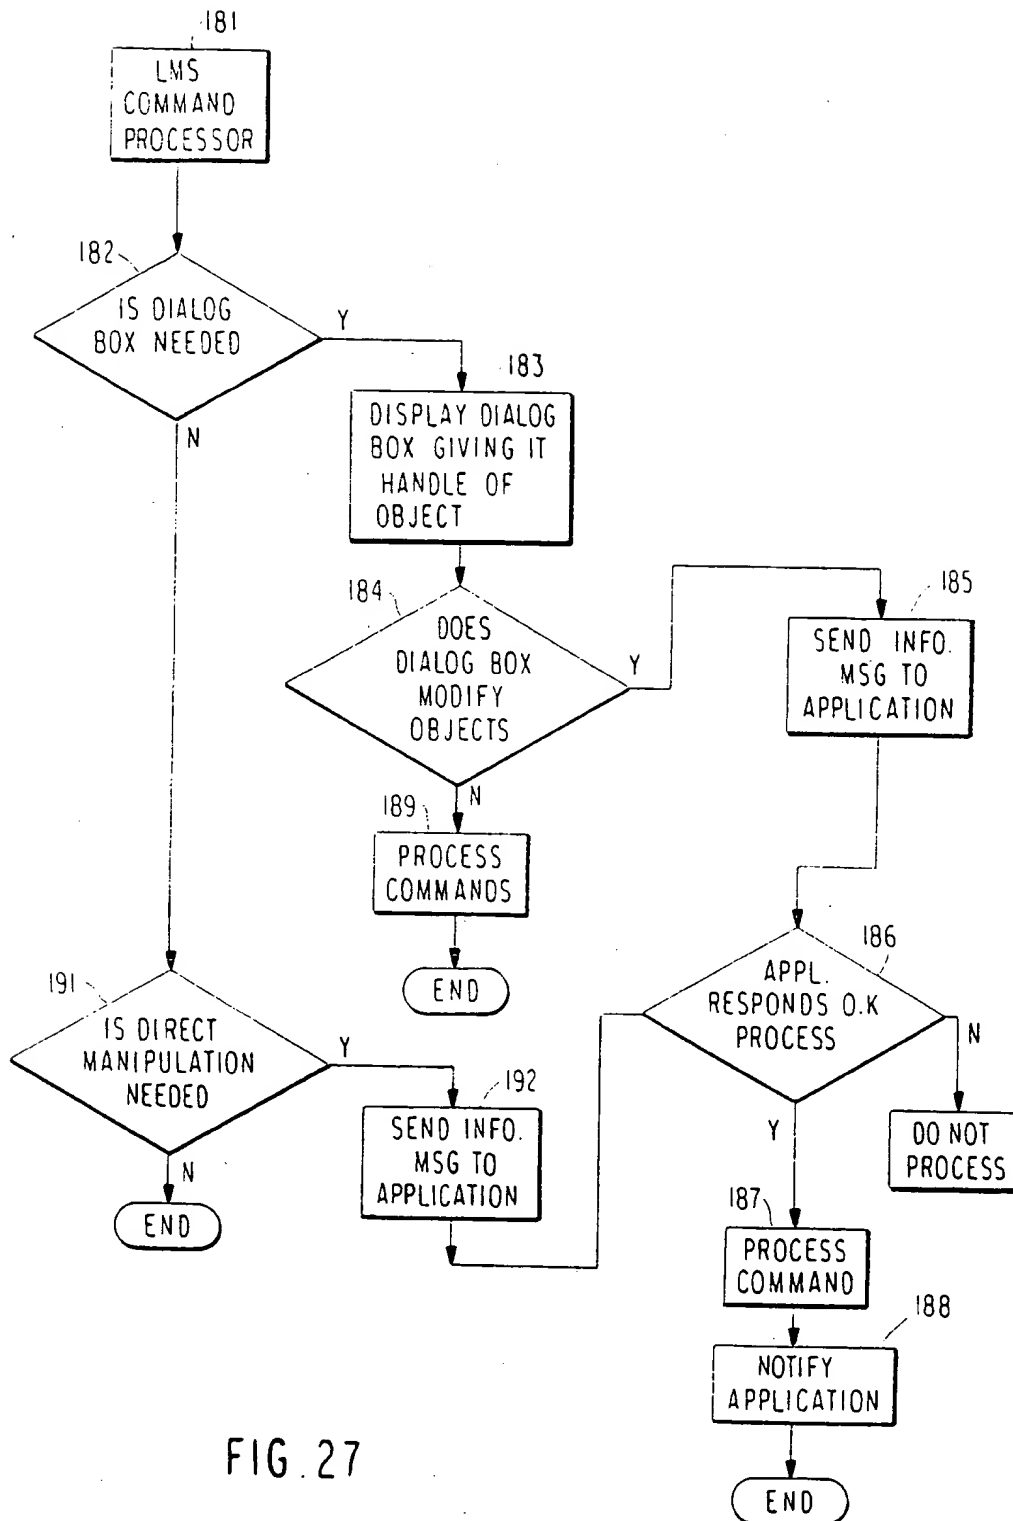 181
LMS
COMMAND
PROCESSOR
182
IS DIALOG
BOX NEEDED
Y
N
183
DISPLAY DIALOG
BOX GIVING IT
HANDLE OF
OBJECT
184
DOES
DIALOG BOX
MODIFY
OBJECTS
Y
N
185
SEND INFO.
MSG TO
APPLICATION
189
PROCESS
COMMANDS
END
186
APPL.
RESPONDS O.K
PROCESS
N
Y
DO NOT
PROCESS
191
IS DIRECT
MANIPULATION
NEEDED
Y
N
END
192
SEND INFO.
MSG TO
APPLICATION
187
PROCESS
COMMAND
188
NOTIFY
APPLICATION
END
FIG.27